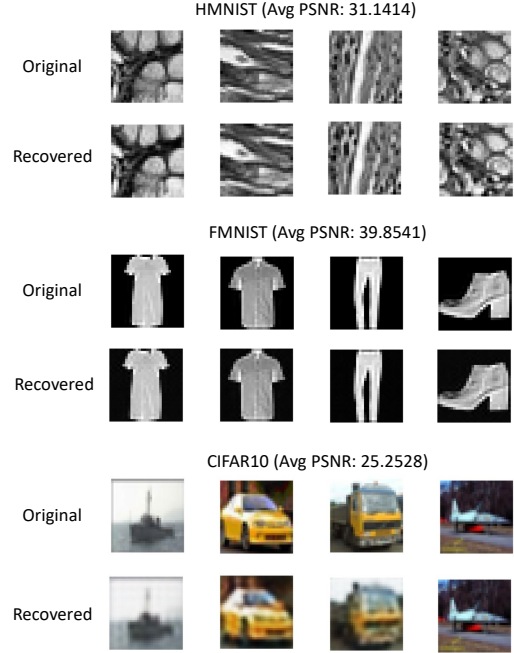 HMNIST (Avg PSNR: 31.1414)
Original
Recovered
FMNIST (Avg PSNR: 39.8541)
Original
Recovered
CIFAR10 (Avg PSNR: 25.2528)
Original
Recovered